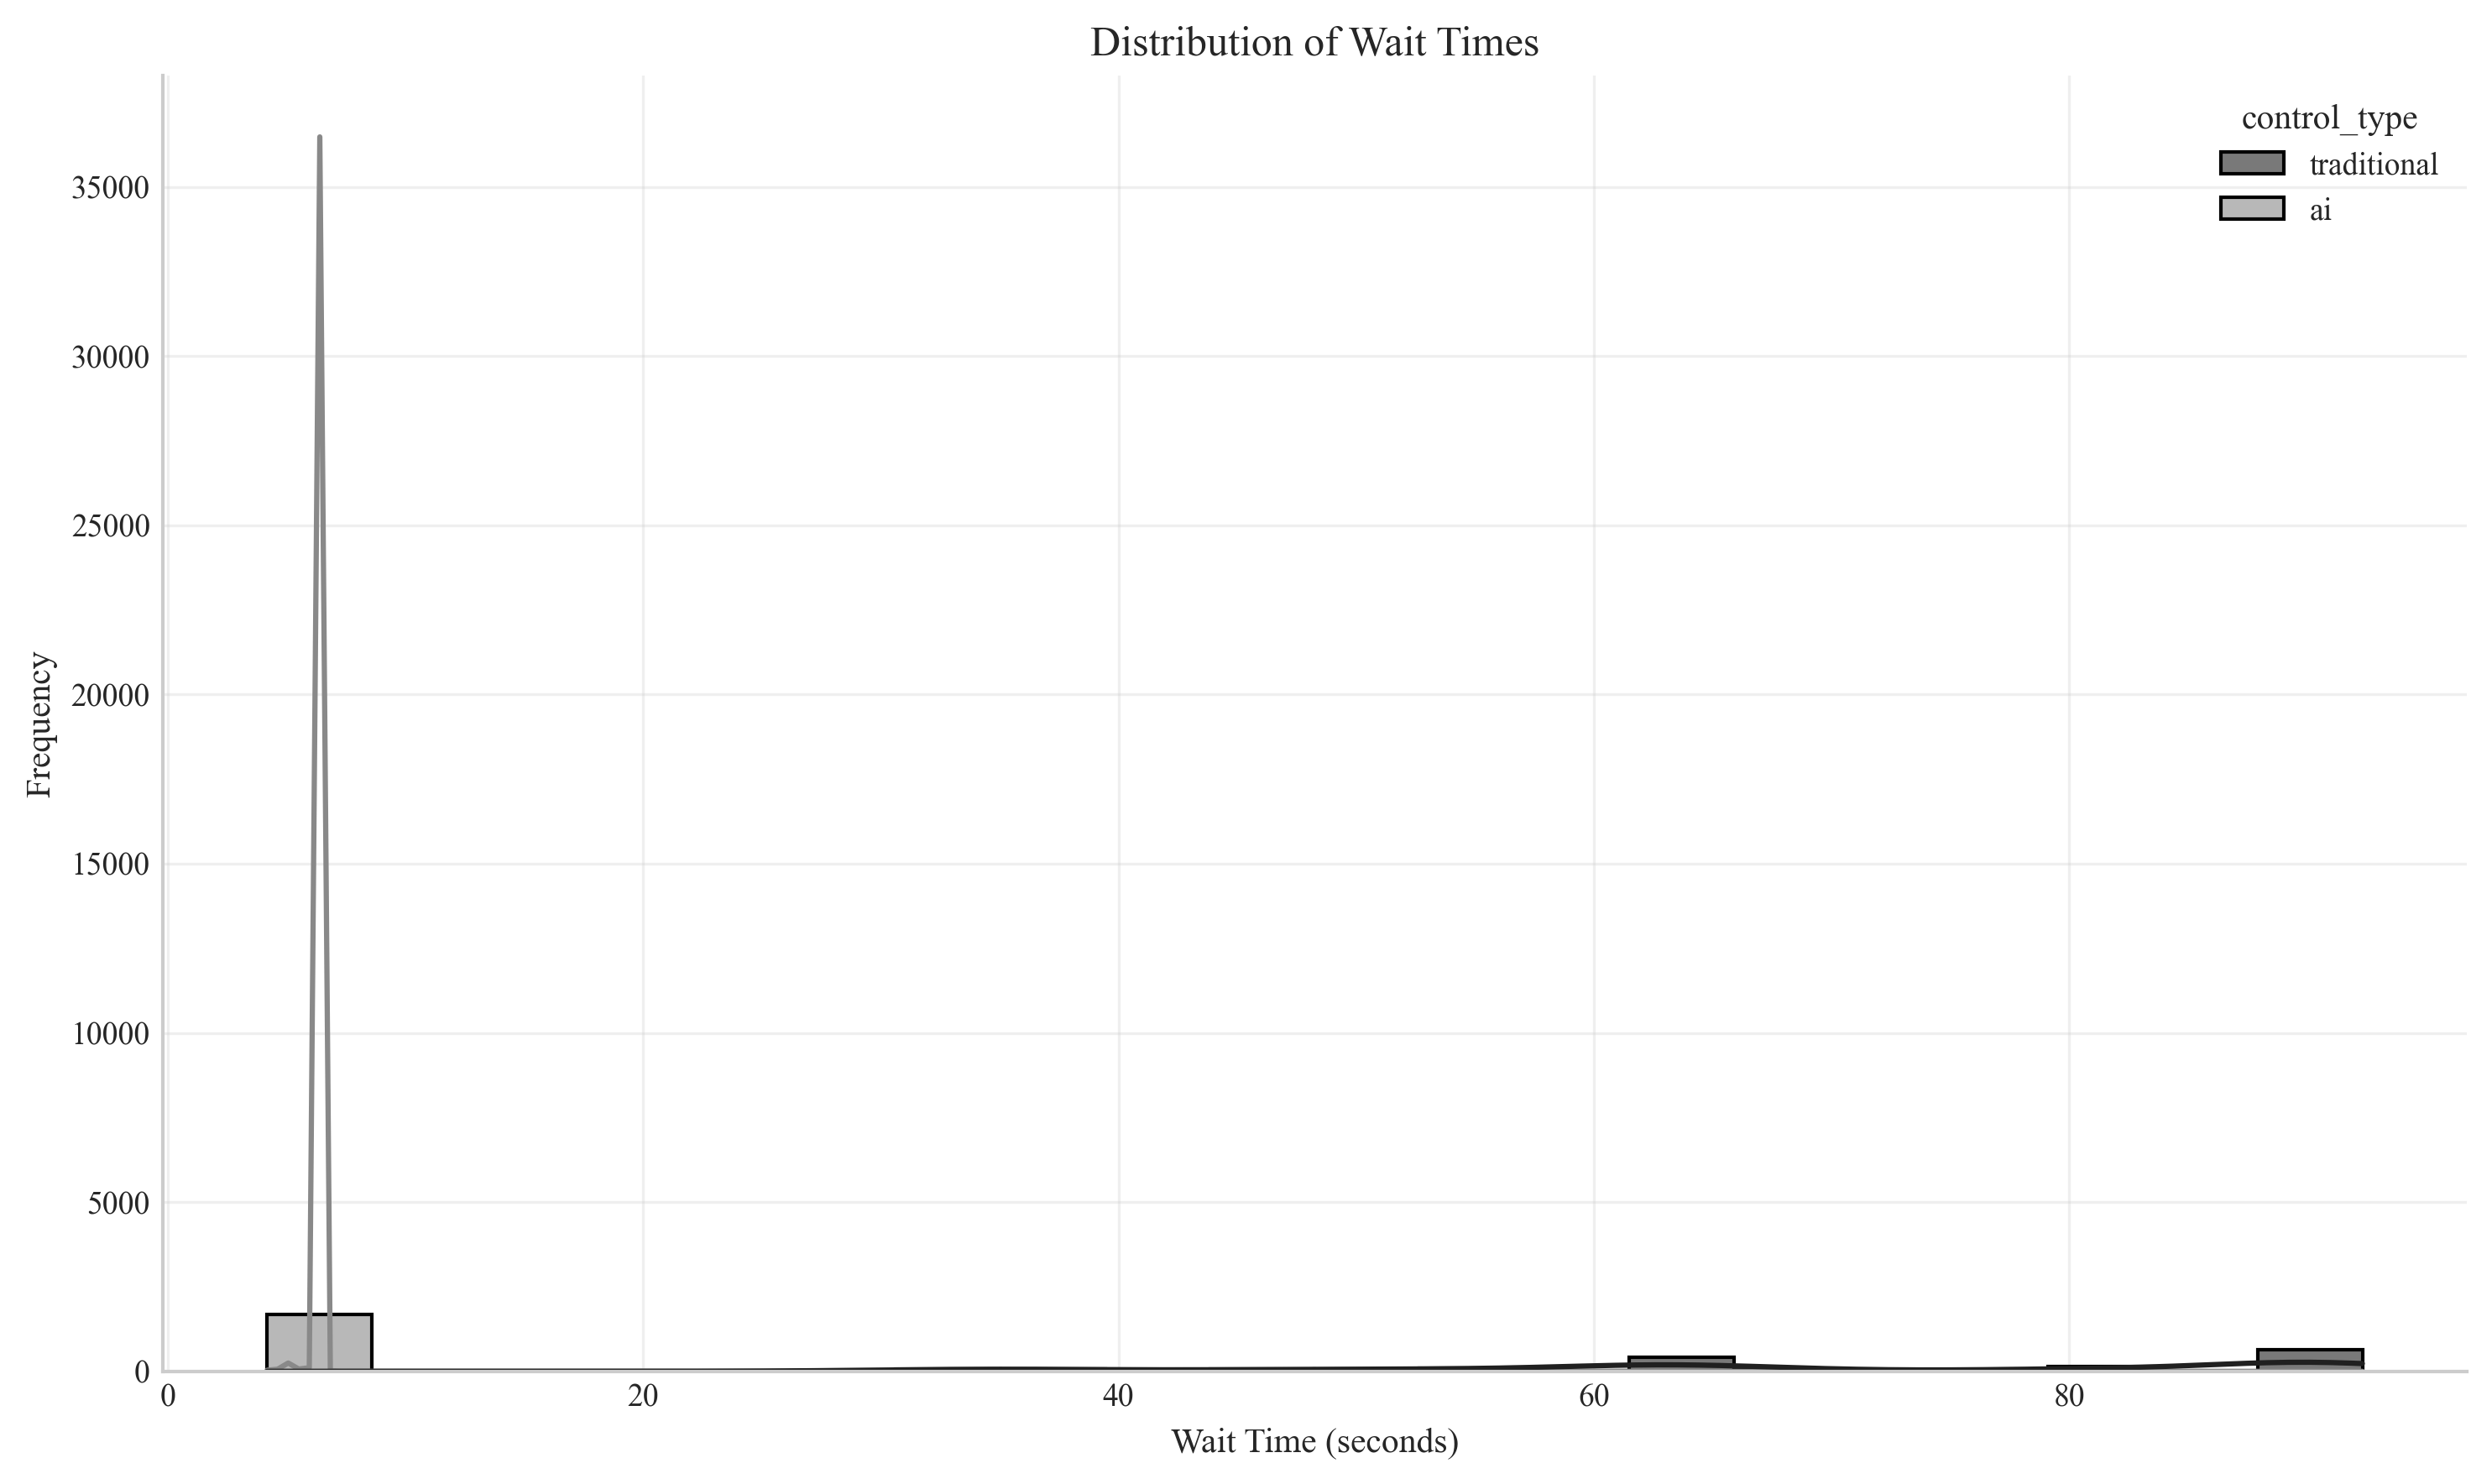 Distribution of Wait Times
control_type
traditional
ai
35000
30000
25000
20000
15000
10000
5000
0
Frequency
0 20 40 60 80
Wait Time (seconds)